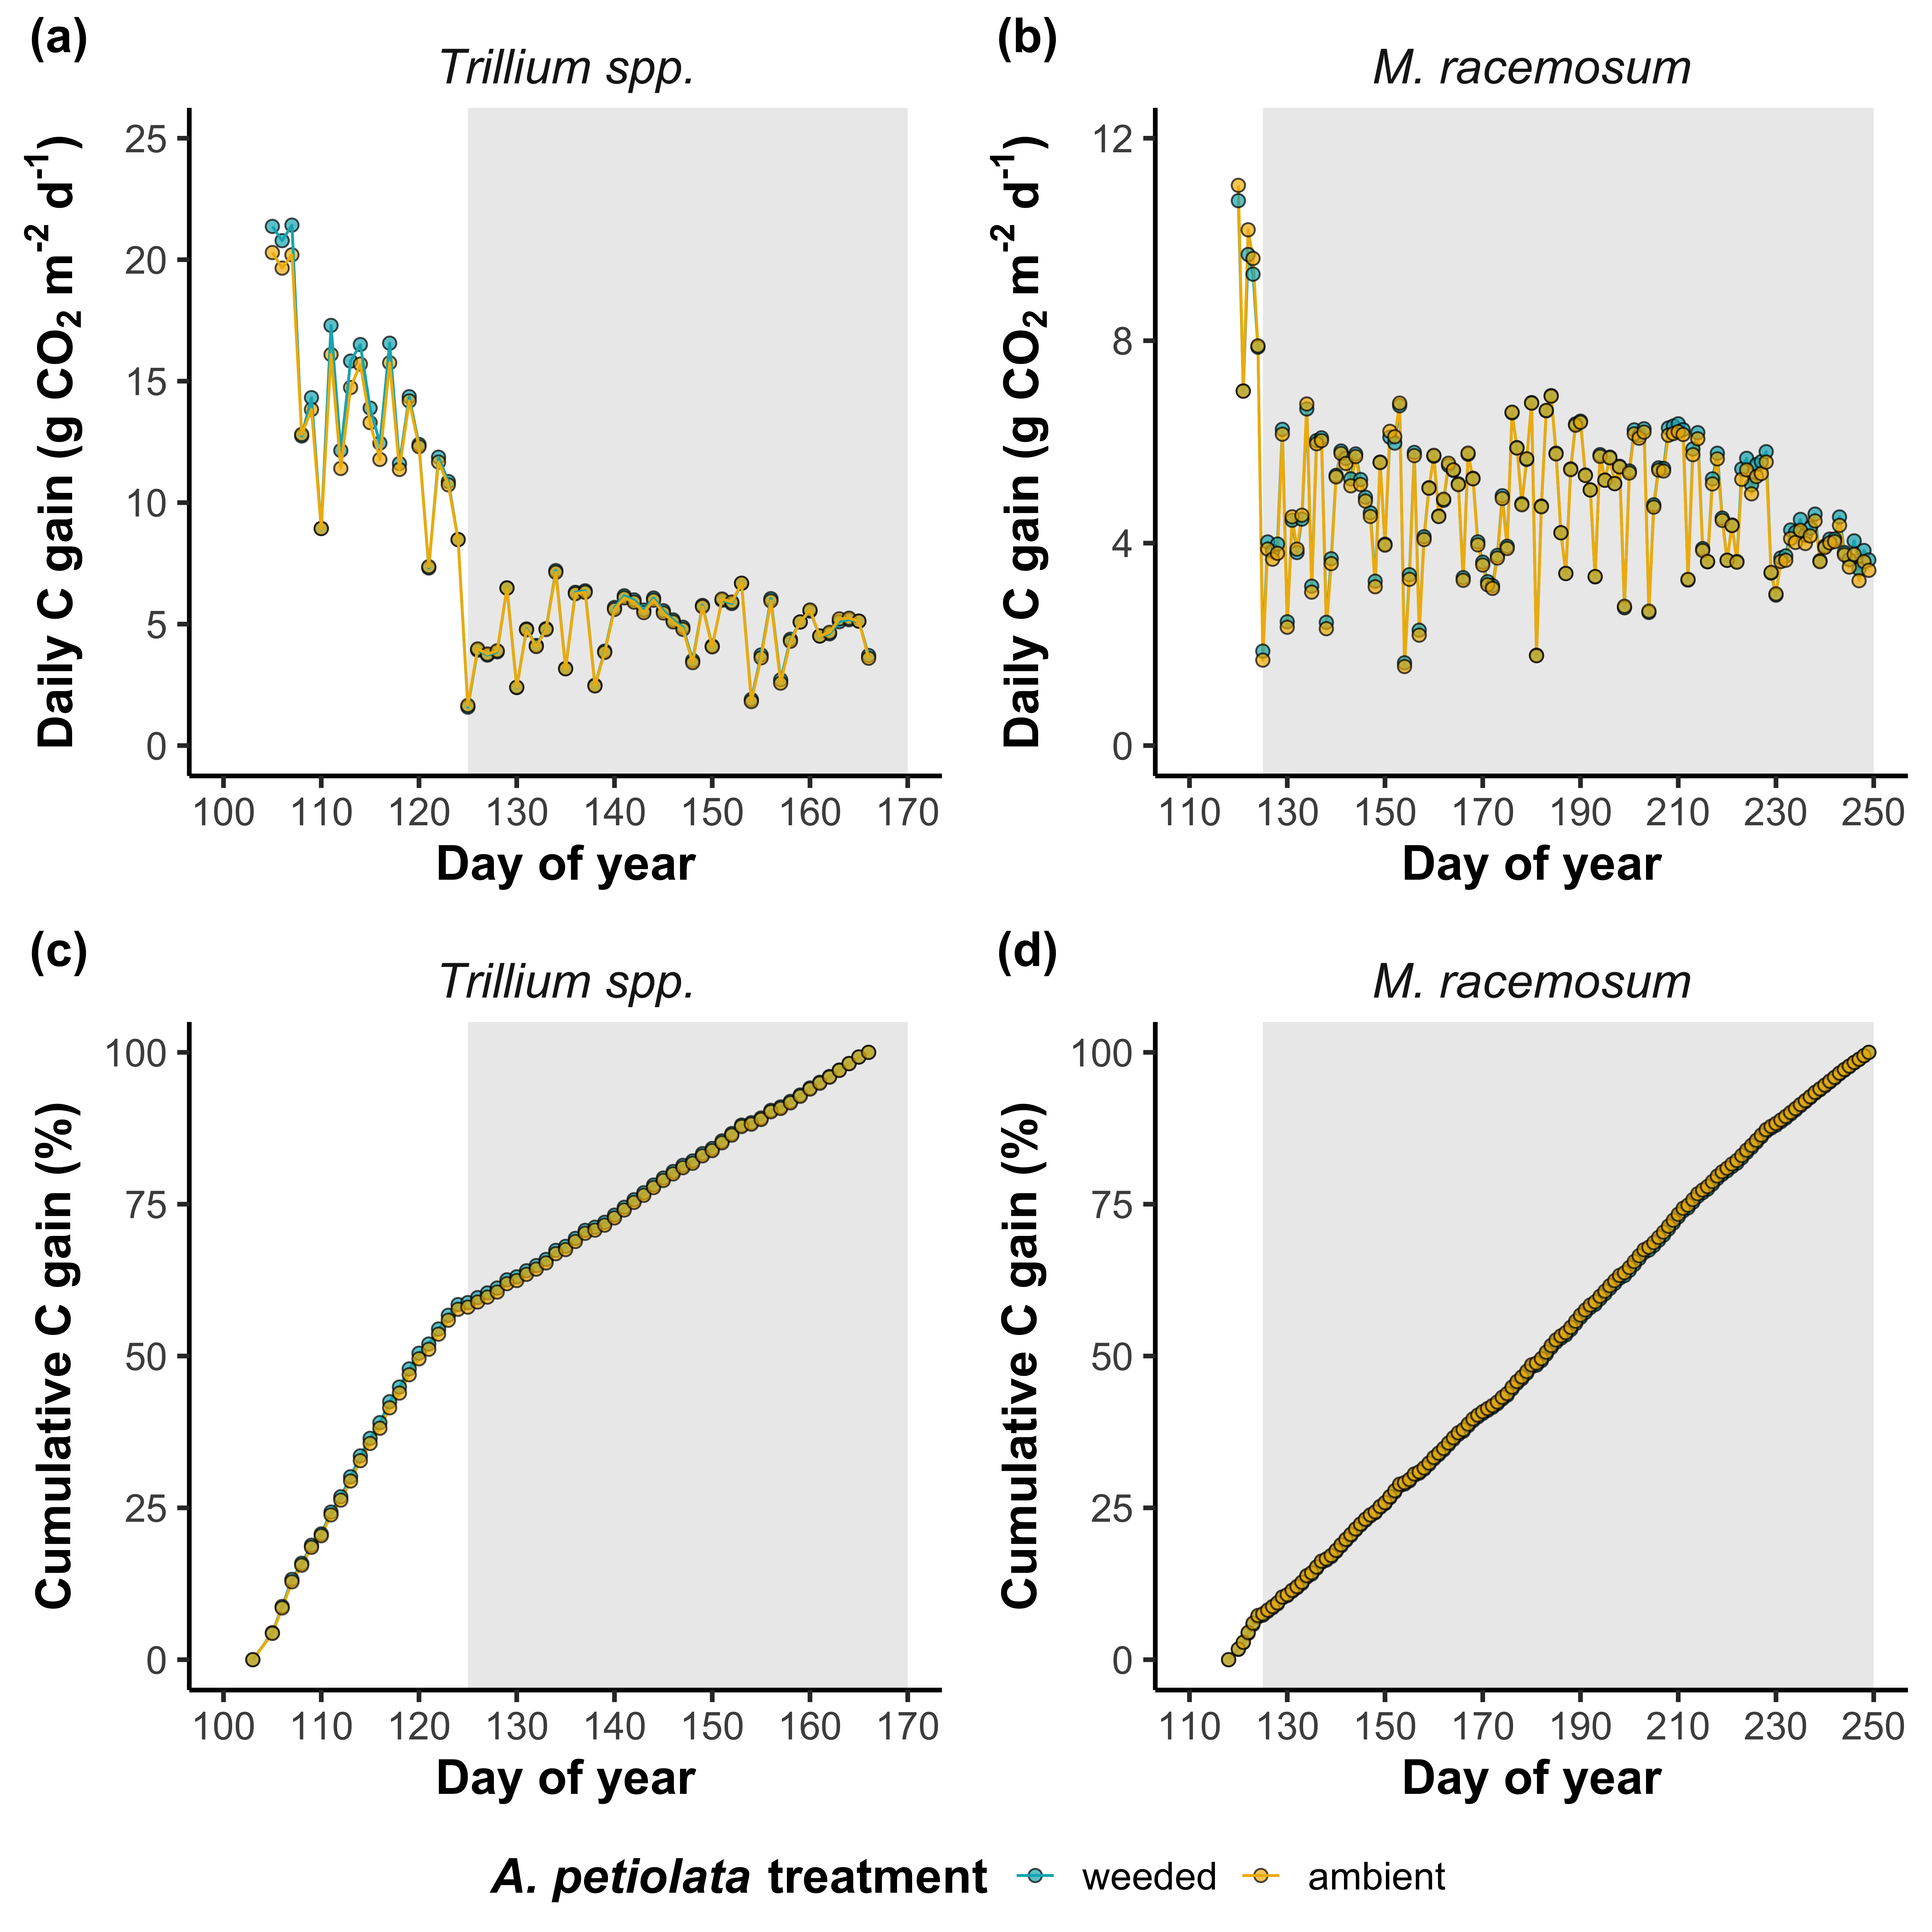 (a)
Trillium spp.
Daily C gain (g CO₂ m⁻² d⁻¹)
25
20
15
10
5
0
100 110 120 130 140 150 160 170
Day of year
(b)
M. racemosum
Daily C gain (g CO₂ m⁻² d⁻¹)
12
8
4
0
110 130 150 170 190 210 230 250
Day of year
(c)
Trillium spp.
Cumulative C gain (%)
100
75
50
25
0
100 110 120 130 140 150 160 170
Day of year
(d)
M. racemosum
Cumulative C gain (%)
100
75
50
25
0
110 130 150 170 190 210 230 250
Day of year
A. petiolata treatment weeded ambient